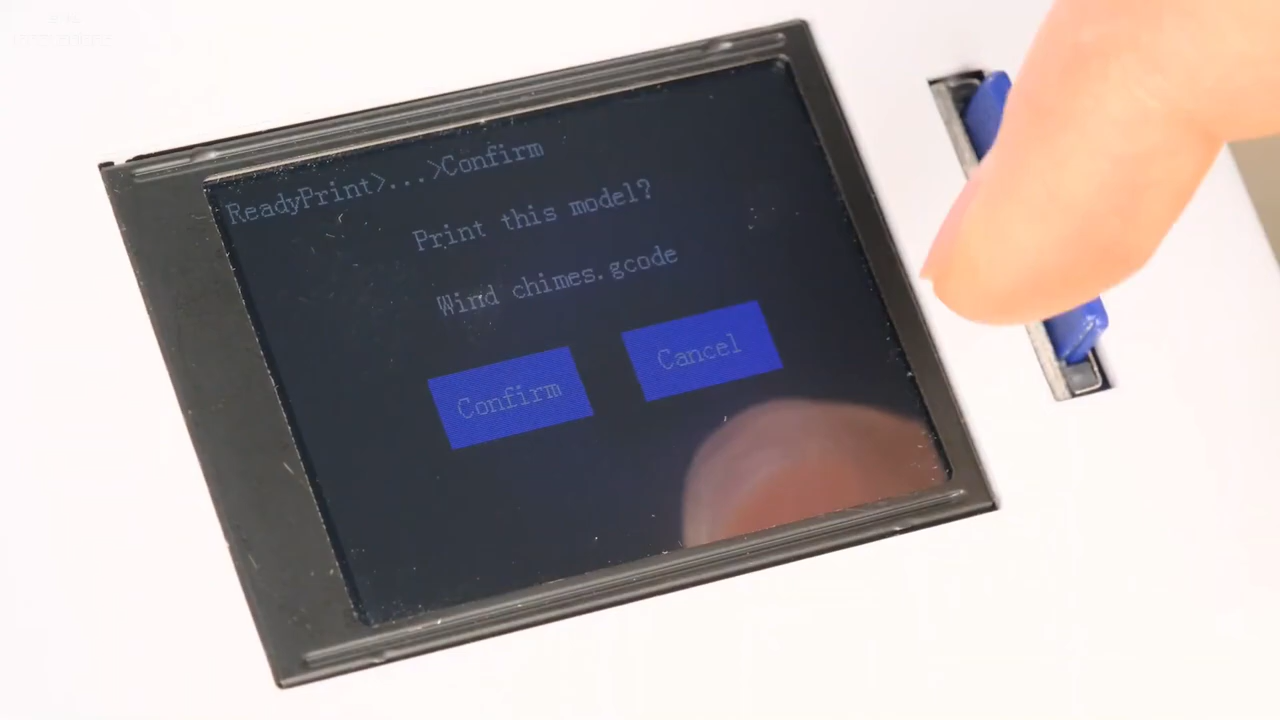 ReadyPrint>...>Confirm
Print this model?
Wind chimes.gcode
Confirm
Cancel